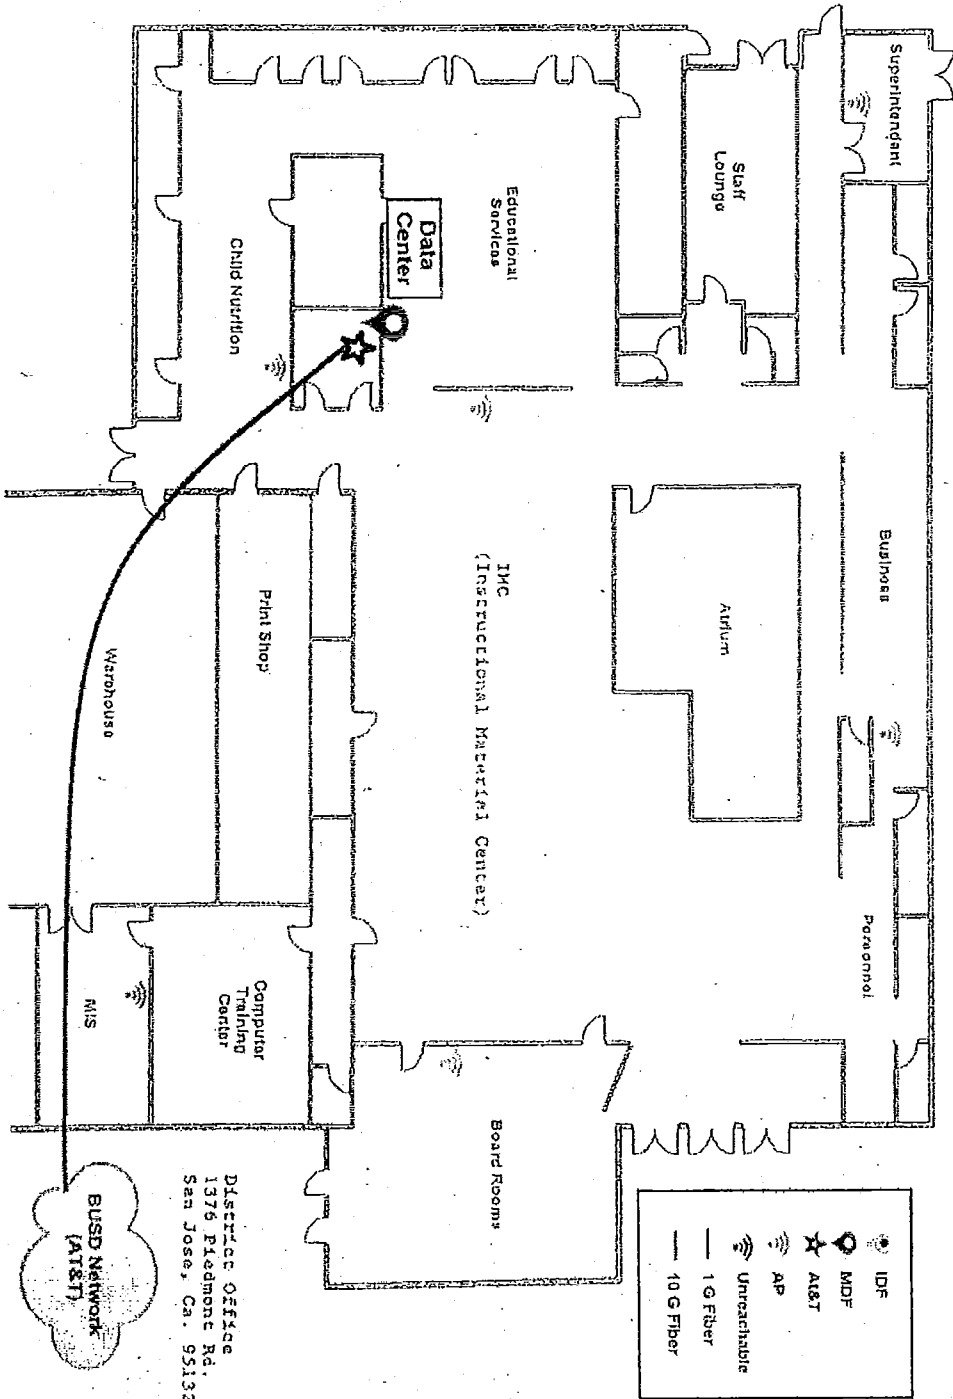 Superintendant
Staff
Lounge
Educational
Services
Data
Center
Child Nutrition
Business
Atrium
IMC
(Instructional Material Center)
Print Shop
Warehouse
Personnel
Computer
Training
Center
MIS
Board Rooms
IDF
MDF
At&T
AP
Unreachable
1 G Fiber
10 G Fiber
District Office
1376 Piedmont Rd.
San Jose, Ca. 95132
BUSD Network
(AT&T)